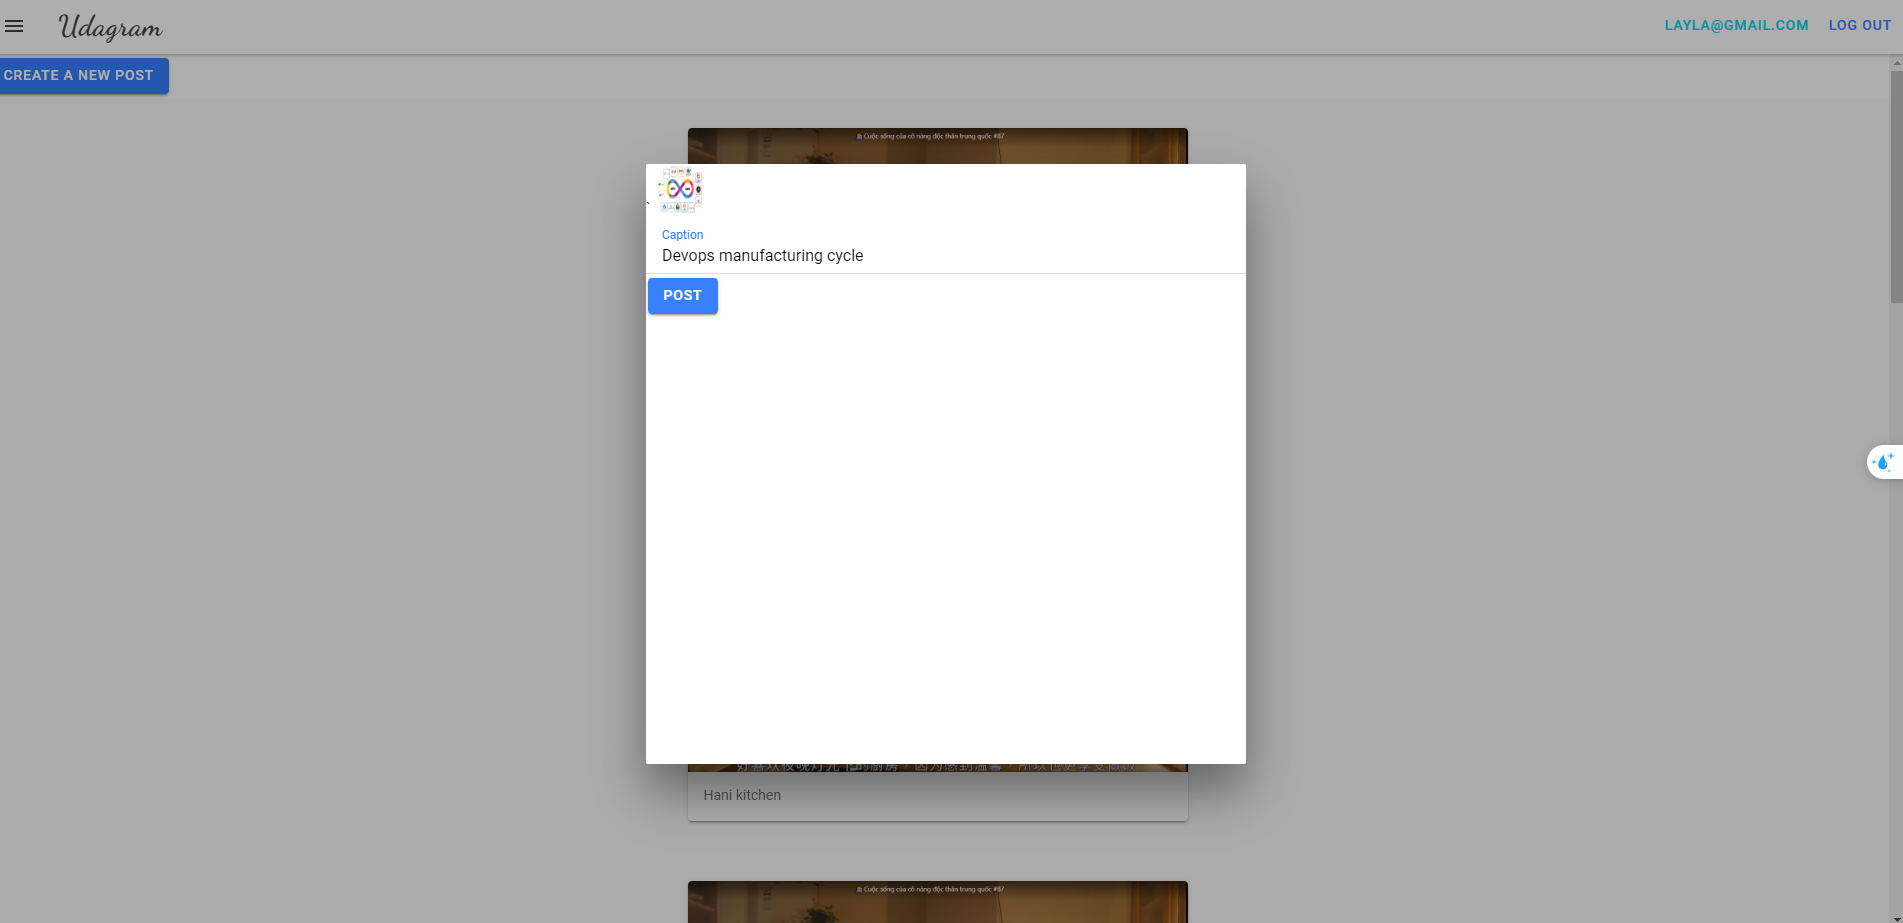 Udagram
LAYLA@GMAIL.COM
LOG OUT
CREATE A NEW POST
Cuộc sống của cô nàng độc thân trung quốc #87
`
Caption
Devops manufacturing cycle
POST
Hani kitchen
Cuộc sống của cô nàng độc thân trung quốc #87